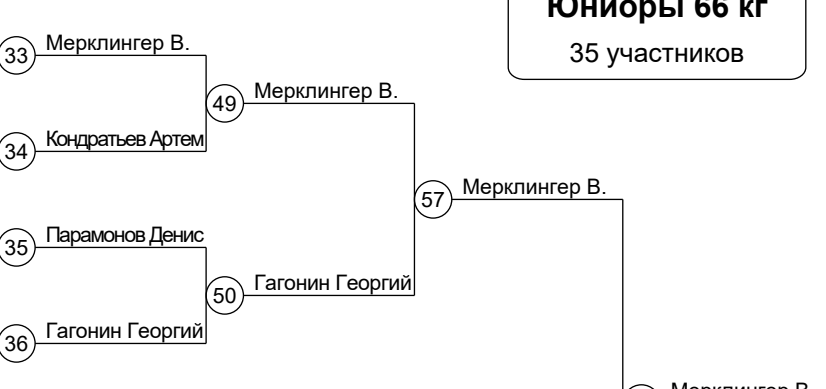 Юниоры 66 кг
35 участников
33 Мерклингер В.
49 Мерклингер В.
34 Кондратьев Артем
57 Мерклингер В.
35 Парамонов Денис
50 Гагонин Георгий
36 Гагонин Георгий
Мерклингер В.